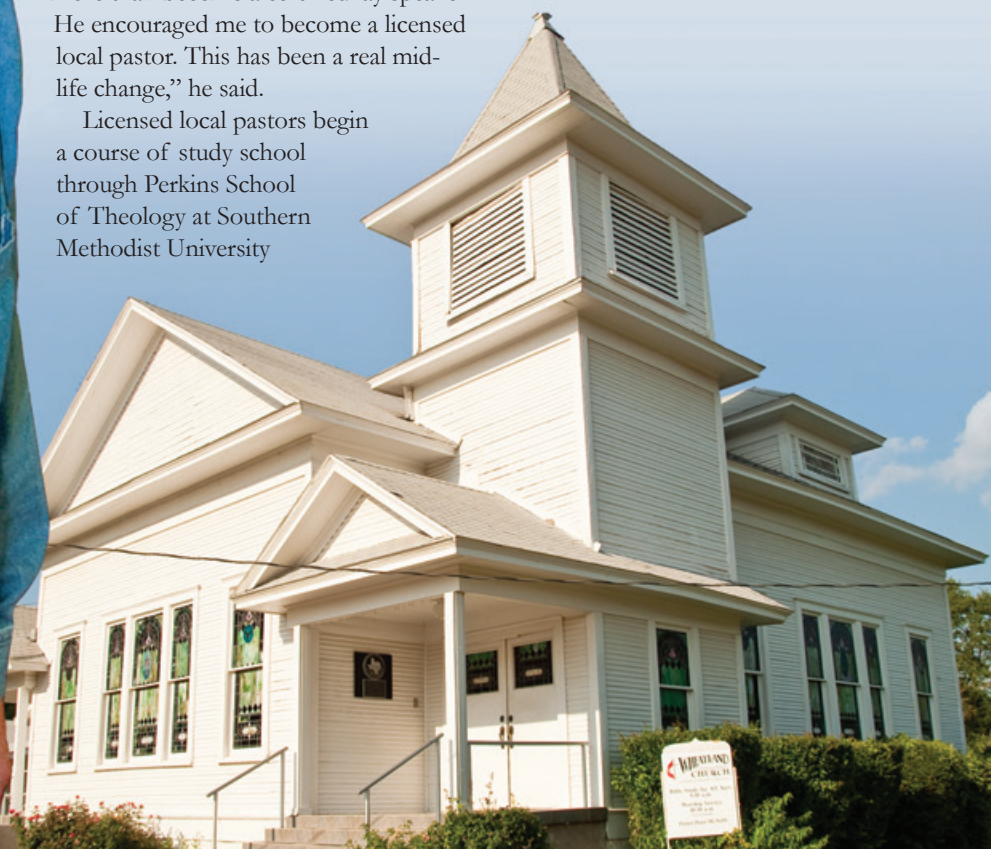 He encouraged me to become a licensed
local pastor. This has been a real mid-
life change,” he said.
Licensed local pastors begin
a course of study school
through Perkins School
of Theology at Southern
Methodist University
WHEATLAND
CHURCH